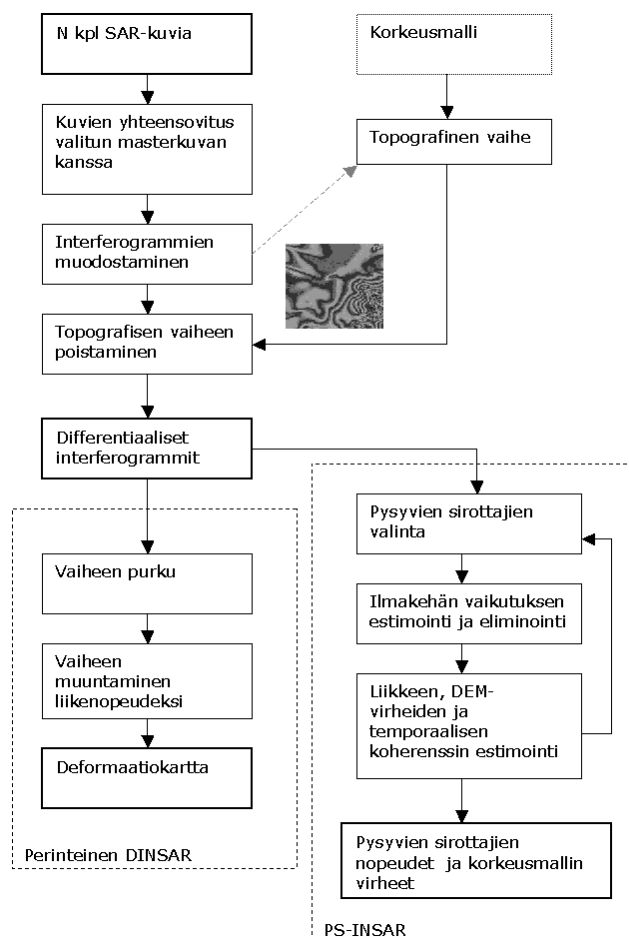 N kpl SAR-kuvia
Korkeusmalli
Kuvien yhteensovitus
valitun masterkuvan
kanssa
Topografinen vaihe
Interferogrammien
muodostaminen
Topografisen vaiheen
poistaminen
Differentiaaliset
interferogrammit
Vaiheen purku
Vaiheen
muuntaminen
liikenopeudeksi
Deformaatiokartta
Perinteinen DINSAR
Pysyvien sirottajien
valinta
Ilmakehän vaikutuksen
estimointi ja eliminointi
Liikkeen, DEM-
virheiden ja
temporaalisen
koherenssin estimointi
Pysyvien sirottajien
nopeudet ja korkeusmallin
virheet
PS-INSAR